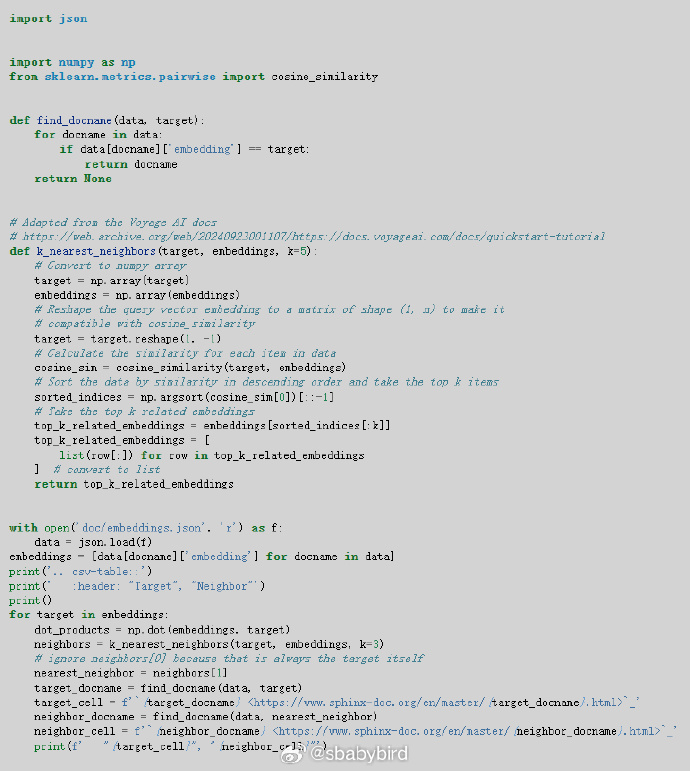 import json
import numpy as np
from sklearn.metrics.pairwise import cosine_similarity
def find_docname(data, target):
    for docname in data:
        if data[docname]['embedding'] == target:
            return docname
    return None
# Adapted from the Voyage AI docs
# https://web.archive.org/web/20240923001107/https://docs.voyageai.com/docs/quickstart-tutorial
def k_nearest_neighbors(target, embeddings, k=5):
    # Convert to numpy array
    target = np.array(target)
    embeddings = np.array(embeddings)
    # Reshape the query vector embedding to a matrix of shape (1, n) to make it
    # compatible with cosine_similarity
    target = target.reshape(1, -1)
    # Calculate the similarity for each item in data
    cosine_sim = cosine_similarity(target, embeddings)
    # Sort the data by similarity in descending order and take the top k items
    sorted_indices = np.argsort(cosine_sim[0])[::-1]
    # Take the top k related embeddings
    top_k_related_embeddings = embeddings[sorted_indices[:k]]
    top_k_related_embeddings = [
        list(row[:]) for row in top_k_related_embeddings
    ]  # convert to list
    return top_k_related_embeddings
with open('doc/embeddings.json', 'r') as f:
    data = json.load(f)
embeddings = [data[docname]['embedding'] for docname in data]
print('.. csv-table::')
print('   :header: "Target", "Neighbor"')
print()
for target in embeddings:
    dot_products = np.dot(embeddings, target)
    neighbors = k_nearest_neighbors(target, embeddings, k=3)
    # ignore neighbors[0] because that is always the target itself
    nearest_neighbor = neighbors[1]
    target_docname = find_docname(data, target)
    target_cell = f'`{target_docname} <https://www.sphinx-doc.org/en/master/{target_docname}.html>`_'
    neighbor_docname = find_docname(data, nearest_neighbor)
    neighbor_cell = f'`{neighbor_docname} <https://www.sphinx-doc.org/en/master/{neighbor_docname}.html>`_'
    print(f'   "{target_cell}", "{neighbor_cell}"')
@sbabybird